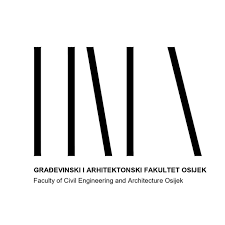 GRAĐEVINSKI I ARHITEKTONSKI FAKULTET OSIJEK
Faculty of Civil Engineering and Architecture Osijek